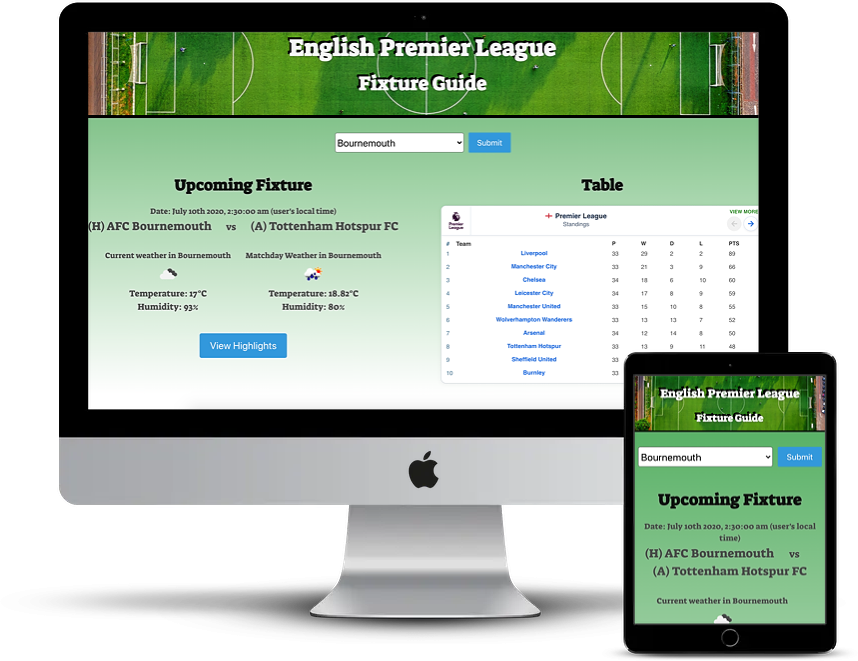 English Premier League
Fixture Guide
Bournemouth Submit
Upcoming Fixture
Date: July 10th 2020, 2:30:00 am (user's local time)
(H) AFC Bournemouth vs (A) Tottenham Hotspur FC
Current weather in Bournemouth Matchday Weather in Bournemouth
Temperature: 17°C Temperature: 18.82°C
Humidity: 93% Humidity: 80%
View Highlights
Table
VIEW MORE
Premier League
Premier League
Standings
# Team P W D L PTS
1 Liverpool 33 29 2 2 89
2 Manchester City 33 21 3 9 66
3 Chelsea 34 18 6 10 60
4 Leicester City 34 17 8 9 59
5 Manchester United 33 15 10 8 55
6 Wolverhampton Wanderers 33 13 13 7 52
7 Arsenal 34 12 14 8 50
8 Tottenham Hotspur 33 13 9 11 48
9 Sheffield United 33
10 Burnley 33
English Premier League
Fixture Guide
Bournemouth Submit
Upcoming Fixture
Date: July 10th 2020, 2:30:00 am (user's local
time)
(H) AFC Bournemouth vs
(A) Tottenham Hotspur FC
Current weather in Bournemouth